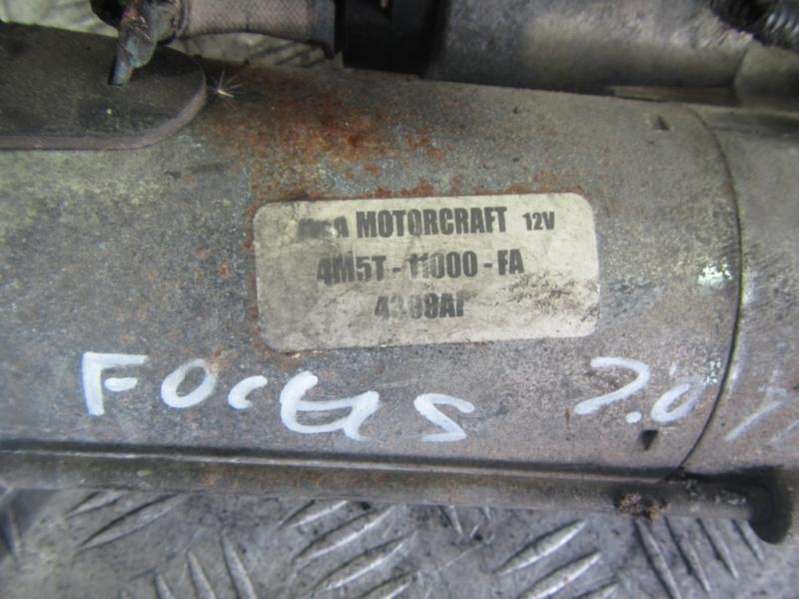 MOTORCRAFT 12V
4M5T-11000-FA
FOCUS 2.0